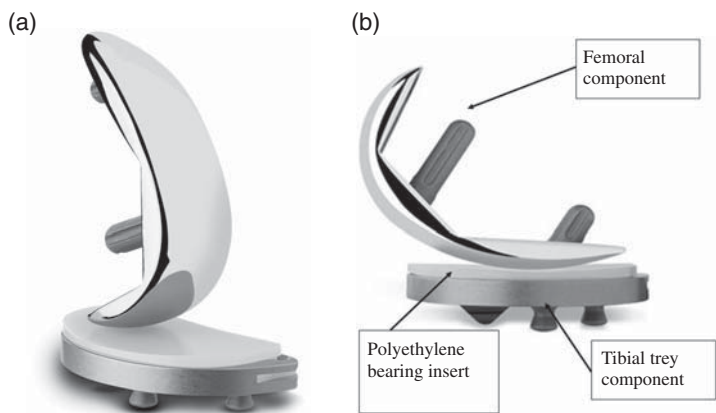 (a)
(b)
Femoral
component
Polyethylene
bearing insert
Tibial trey
component